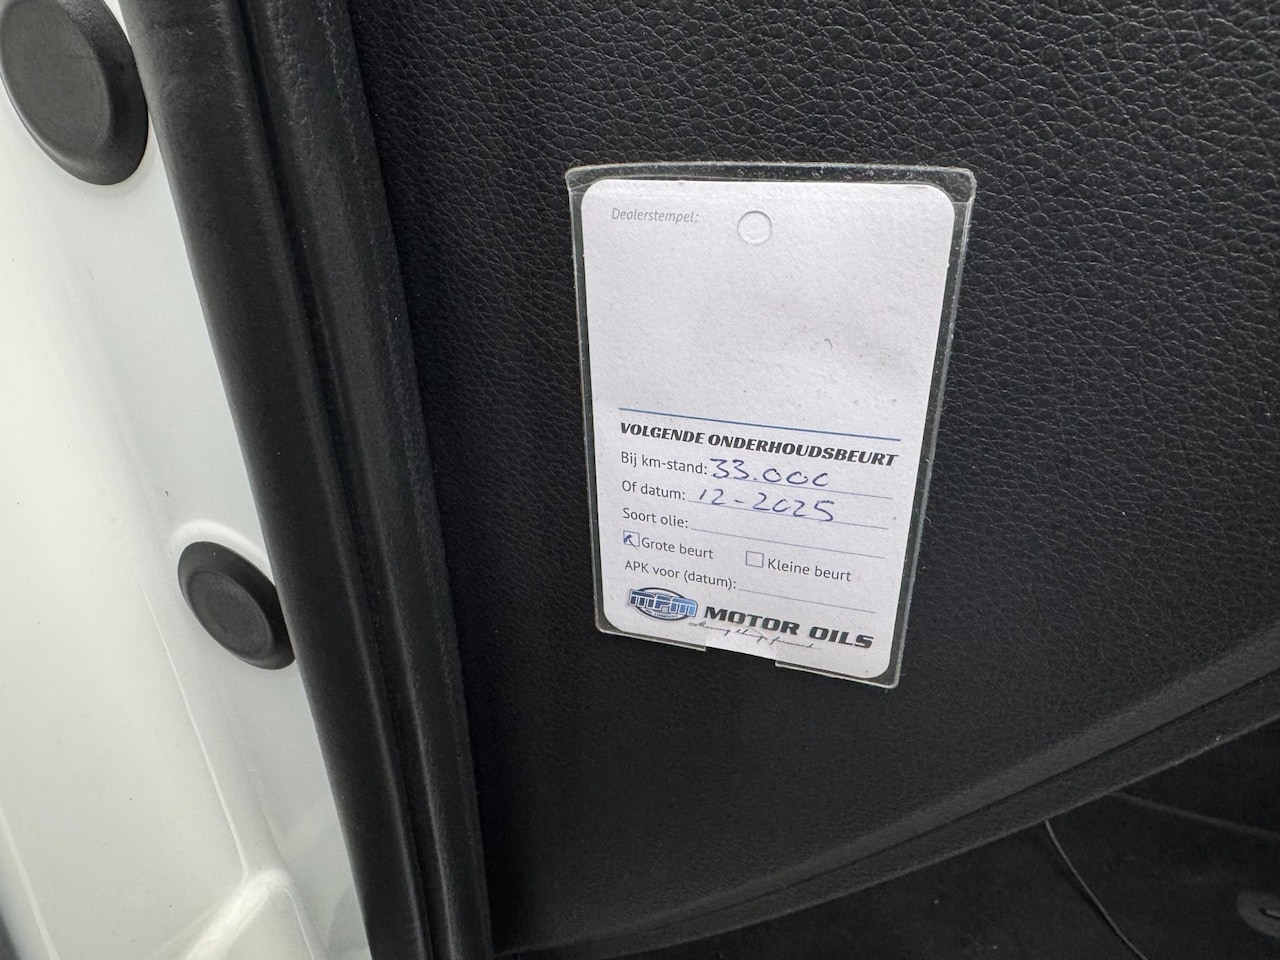 Dealerstempel:
VOLGENDE ONDERHOUDSBEURT
Bij km-stand: 33.000
Of datum: 12-2025
Soort olie:
Grote beurt Kleine beurt
APK voor (datum):
MPM MOTOR OILS